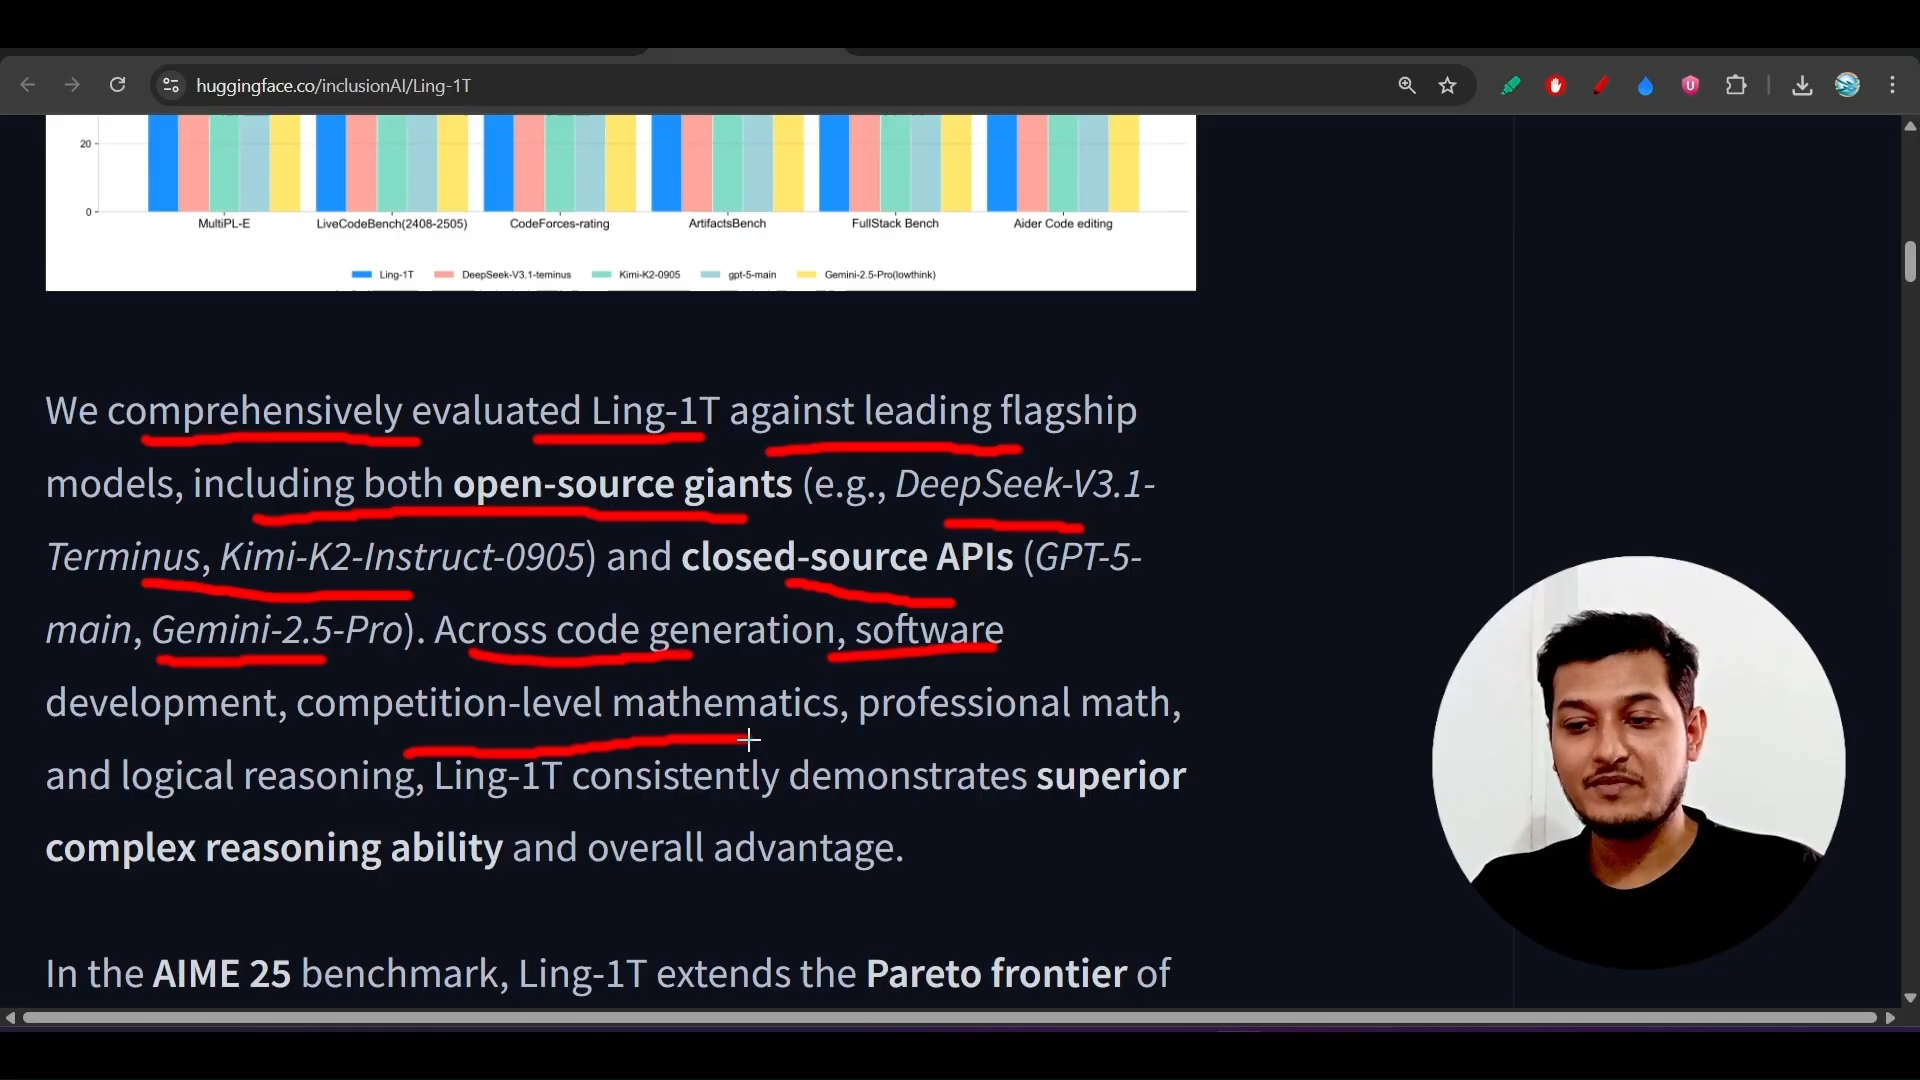 huggingface.co/inclusionAI/Ling-1T
20
0
MultiPL-E LiveCodeBench(2408-2505) CodeForces-rating ArtifactsBench FullStack Bench Aider Code editing
Ling-1T DeepSeek-V3.1-teminus Kimi-K2-0905 gpt-5-main Gemini-2.5-Pro(lowthink)
We comprehensively evaluated Ling-1T against leading flagship
models, including both open-source giants (e.g., DeepSeek-V3.1-
Terminus, Kimi-K2-Instruct-0905) and closed-source APIs (GPT-5-
main, Gemini-2.5-Pro). Across code generation, software
development, competition-level mathematics, professional math,
and logical reasoning, Ling-1T consistently demonstrates superior
complex reasoning ability and overall advantage.
In the AIME 25 benchmark, Ling-1T extends the Pareto frontier of